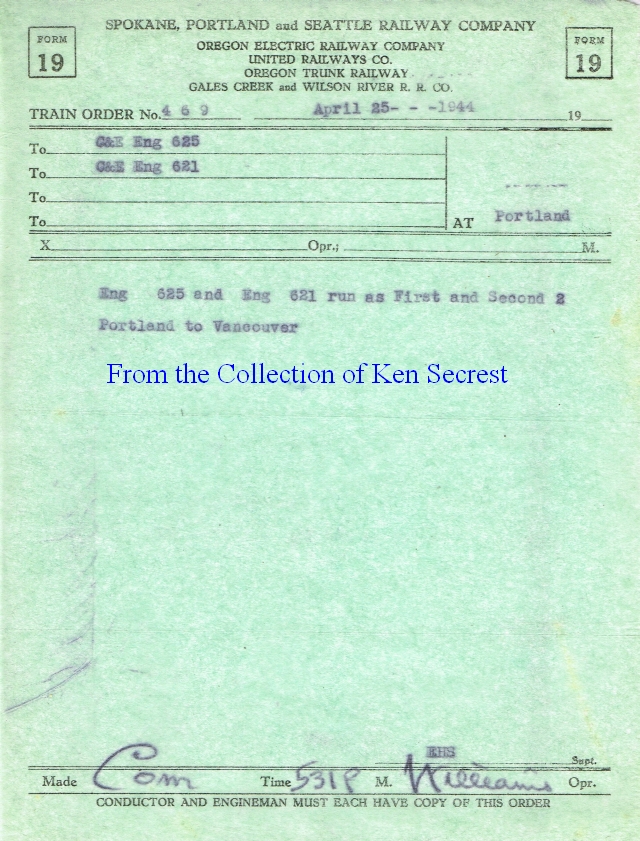 SPOKANE, PORTLAND and SEATTLE RAILWAY COMPANY
FORM 19
OREGON ELECTRIC RAILWAY COMPANY
UNITED RAILWAYS CO.
OREGON TRUNK RAILWAY
GALES CREEK and WILSON RIVER R. R. CO.
FORM 19
TRAIN ORDER No. 469 April 25- - -1944 19
To C&E Eng 625
To C&E Eng 621
To
To AT Portland
X Opr.; M.
Eng 625 and Eng 621 run as First and Second 2
Portland to Vancouver
From the Collection of Ken Secrest
EHS Supt.
Made Com Time 531P M. Williams Opr.
CONDUCTOR AND ENGINEMAN MUST EACH HAVE COPY OF THIS ORDER